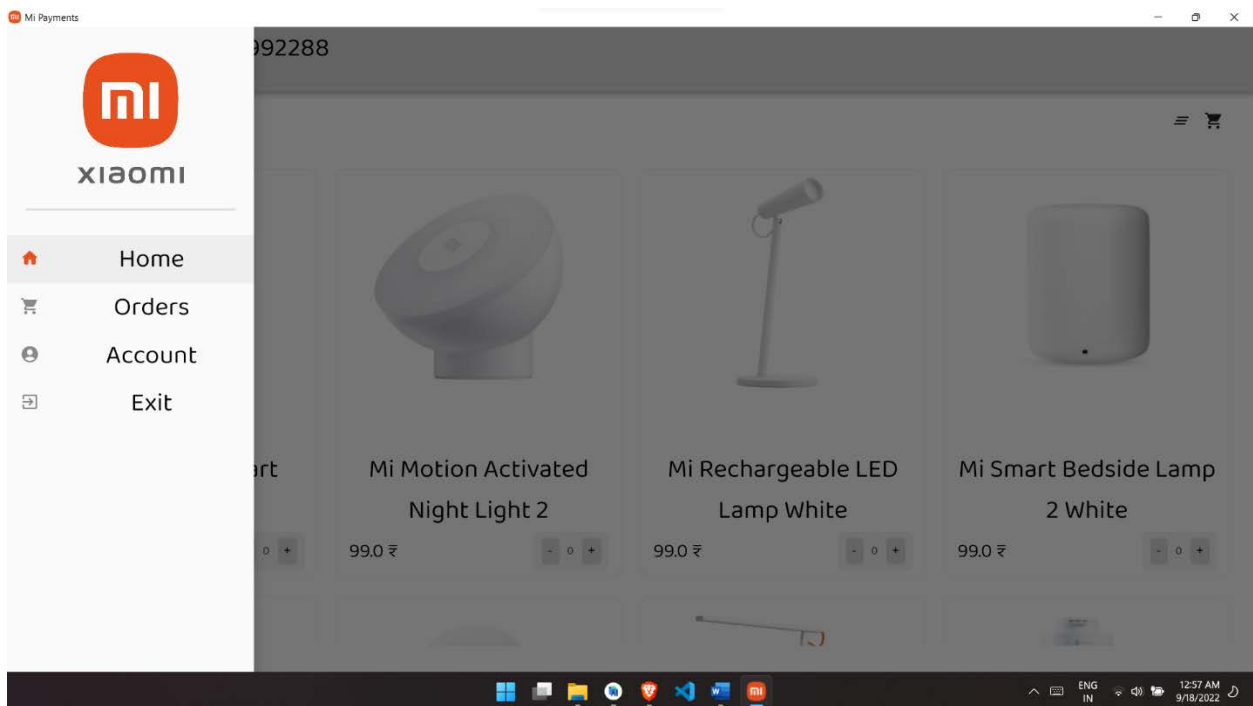 Mi Payments
992288
xiaomi
Home
Orders
Account
Exit
art
Mi Motion Activated
Night Light 2
Mi Rechargeable LED
Lamp White
Mi Smart Bedside Lamp
2 White
0 +
99.0 ₹
- 0 +
99.0 ₹
- 0 +
99.0 ₹
- 0 +
ENG
IN
12:57 AM
9/18/2022